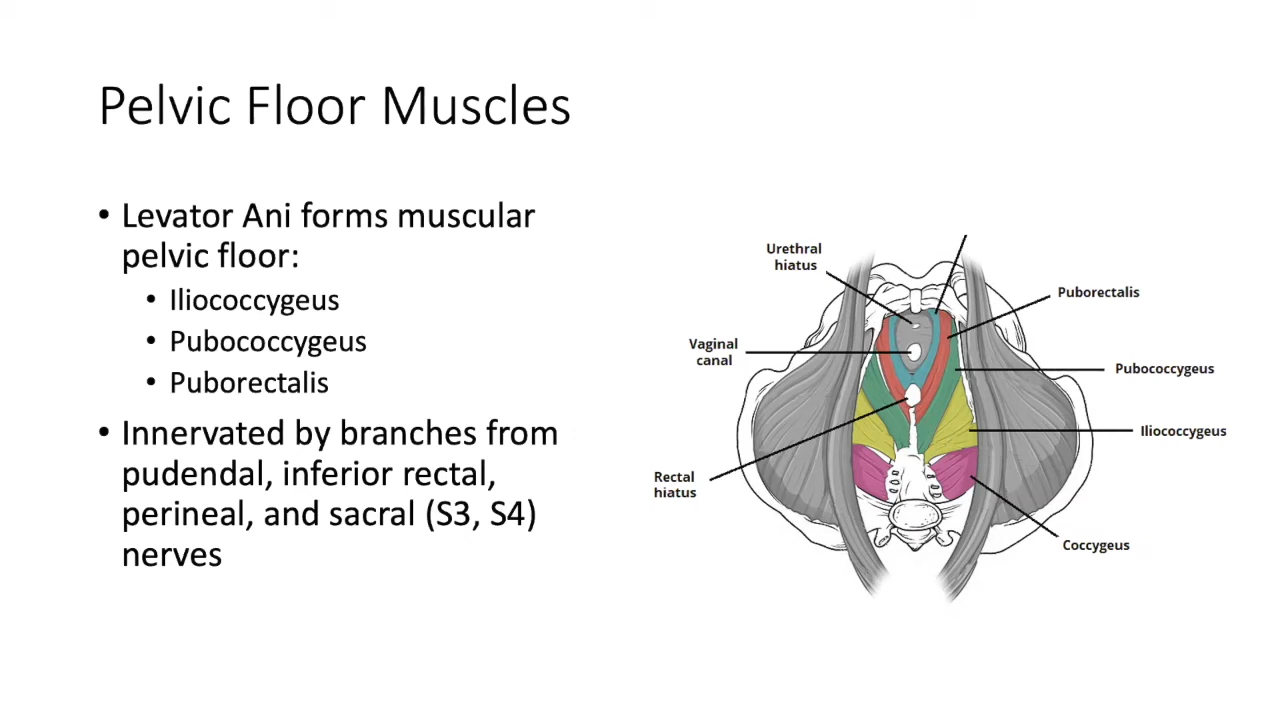 Pelvic Floor Muscles
• Levator Ani forms muscular
pelvic floor:
• Iliococcygeus
• Pubococcygeus
• Puborectalis
• Innervated by branches from
pudendal, inferior rectal,
perineal, and sacral (S3, S4)
nerves
Urethral
hiatus
Puborectalis
Vaginal
canal
Pubococcygeus
Iliococcygeus
Rectal
hiatus
Coccygeus